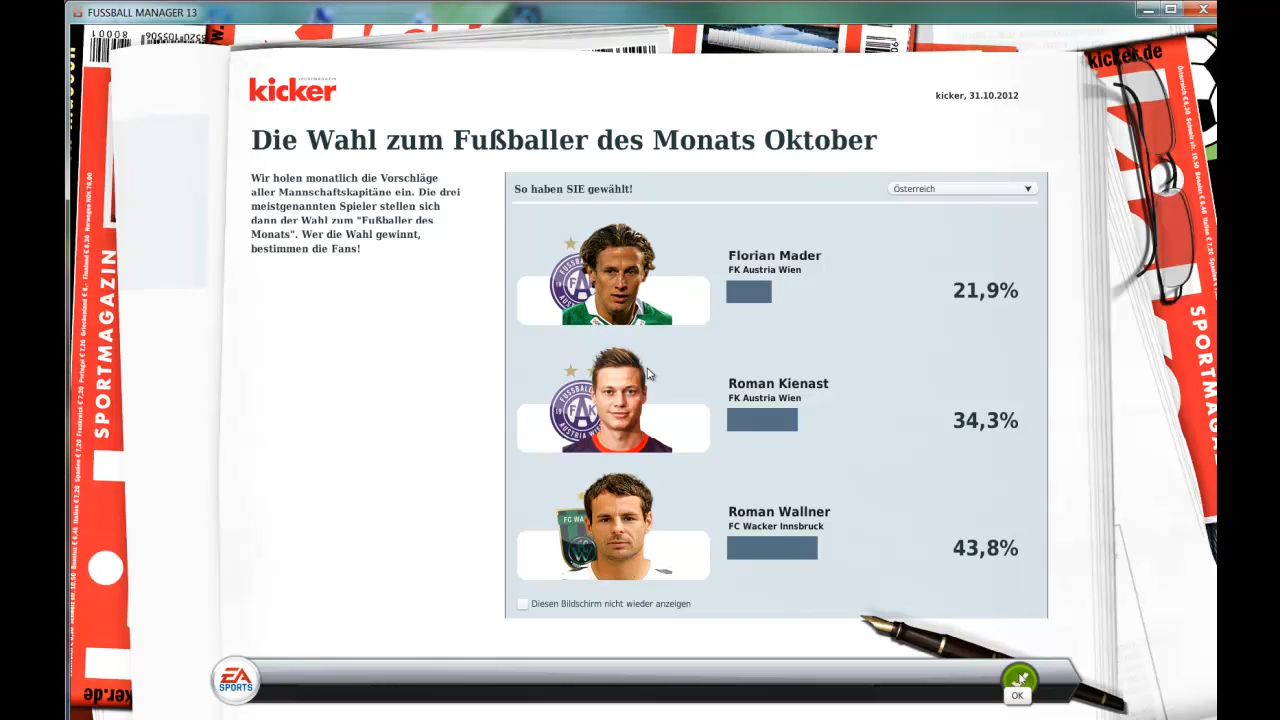 FUSSBALL MANAGER 13
kicker.de
SPORTMAGAZIN
kicker
kicker, 31.10.2012
Die Wahl zum Fußballer des Monats Oktober
Wir holen monatlich die Vorschläge
aller Mannschaftskapitäne ein. Die drei
meistgenannten Spieler stellen sich
dann der Wahl zum "Fußballer des
Monats". Wer die Wahl gewinnt,
bestimmen die Fans!
So haben SIE gewählt!
Österreich
Florian Mader
FK Austria Wien
21,9%
Roman Kienast
FK Austria Wien
34,3%
FC WA
Roman Wallner
FC Wacker Innsbruck
43,8%
Diesen Bildschirm nicht wieder anzeigen
SPORTMAGA
EA
SPORTS
OK